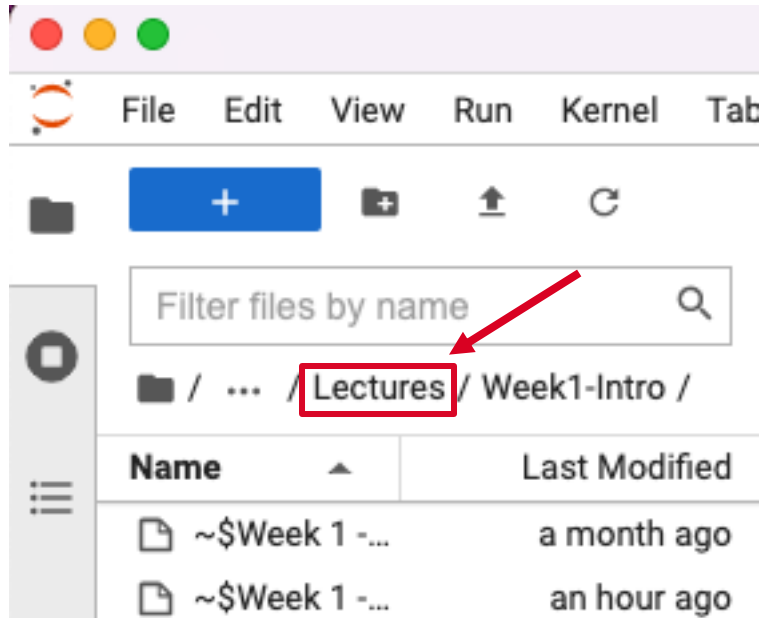 File Edit View Run Kernel Tab
+
Filter files by name
/ ... / Lectures / Week1-Intro /
Name Last Modified
~$Week 1 -... a month ago
~$Week 1 -... an hour ago